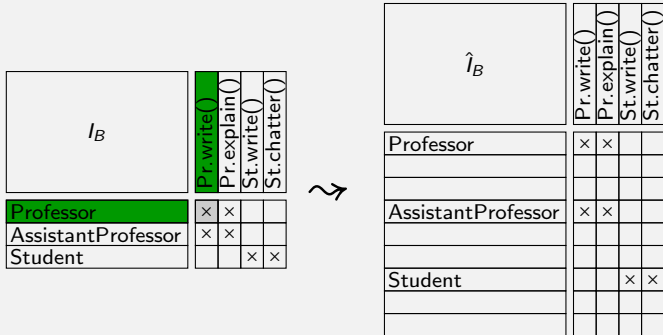 I_B
Pr.write()
Pr.explain()
St.write()
St.chatter()
Professor × ×
AssistantProfessor × ×
Student × ×
⇝
Î_B
Pr.write()
Pr.explain()
St.write()
St.chatter()
Professor × ×
AssistantProfessor × ×
Student × ×